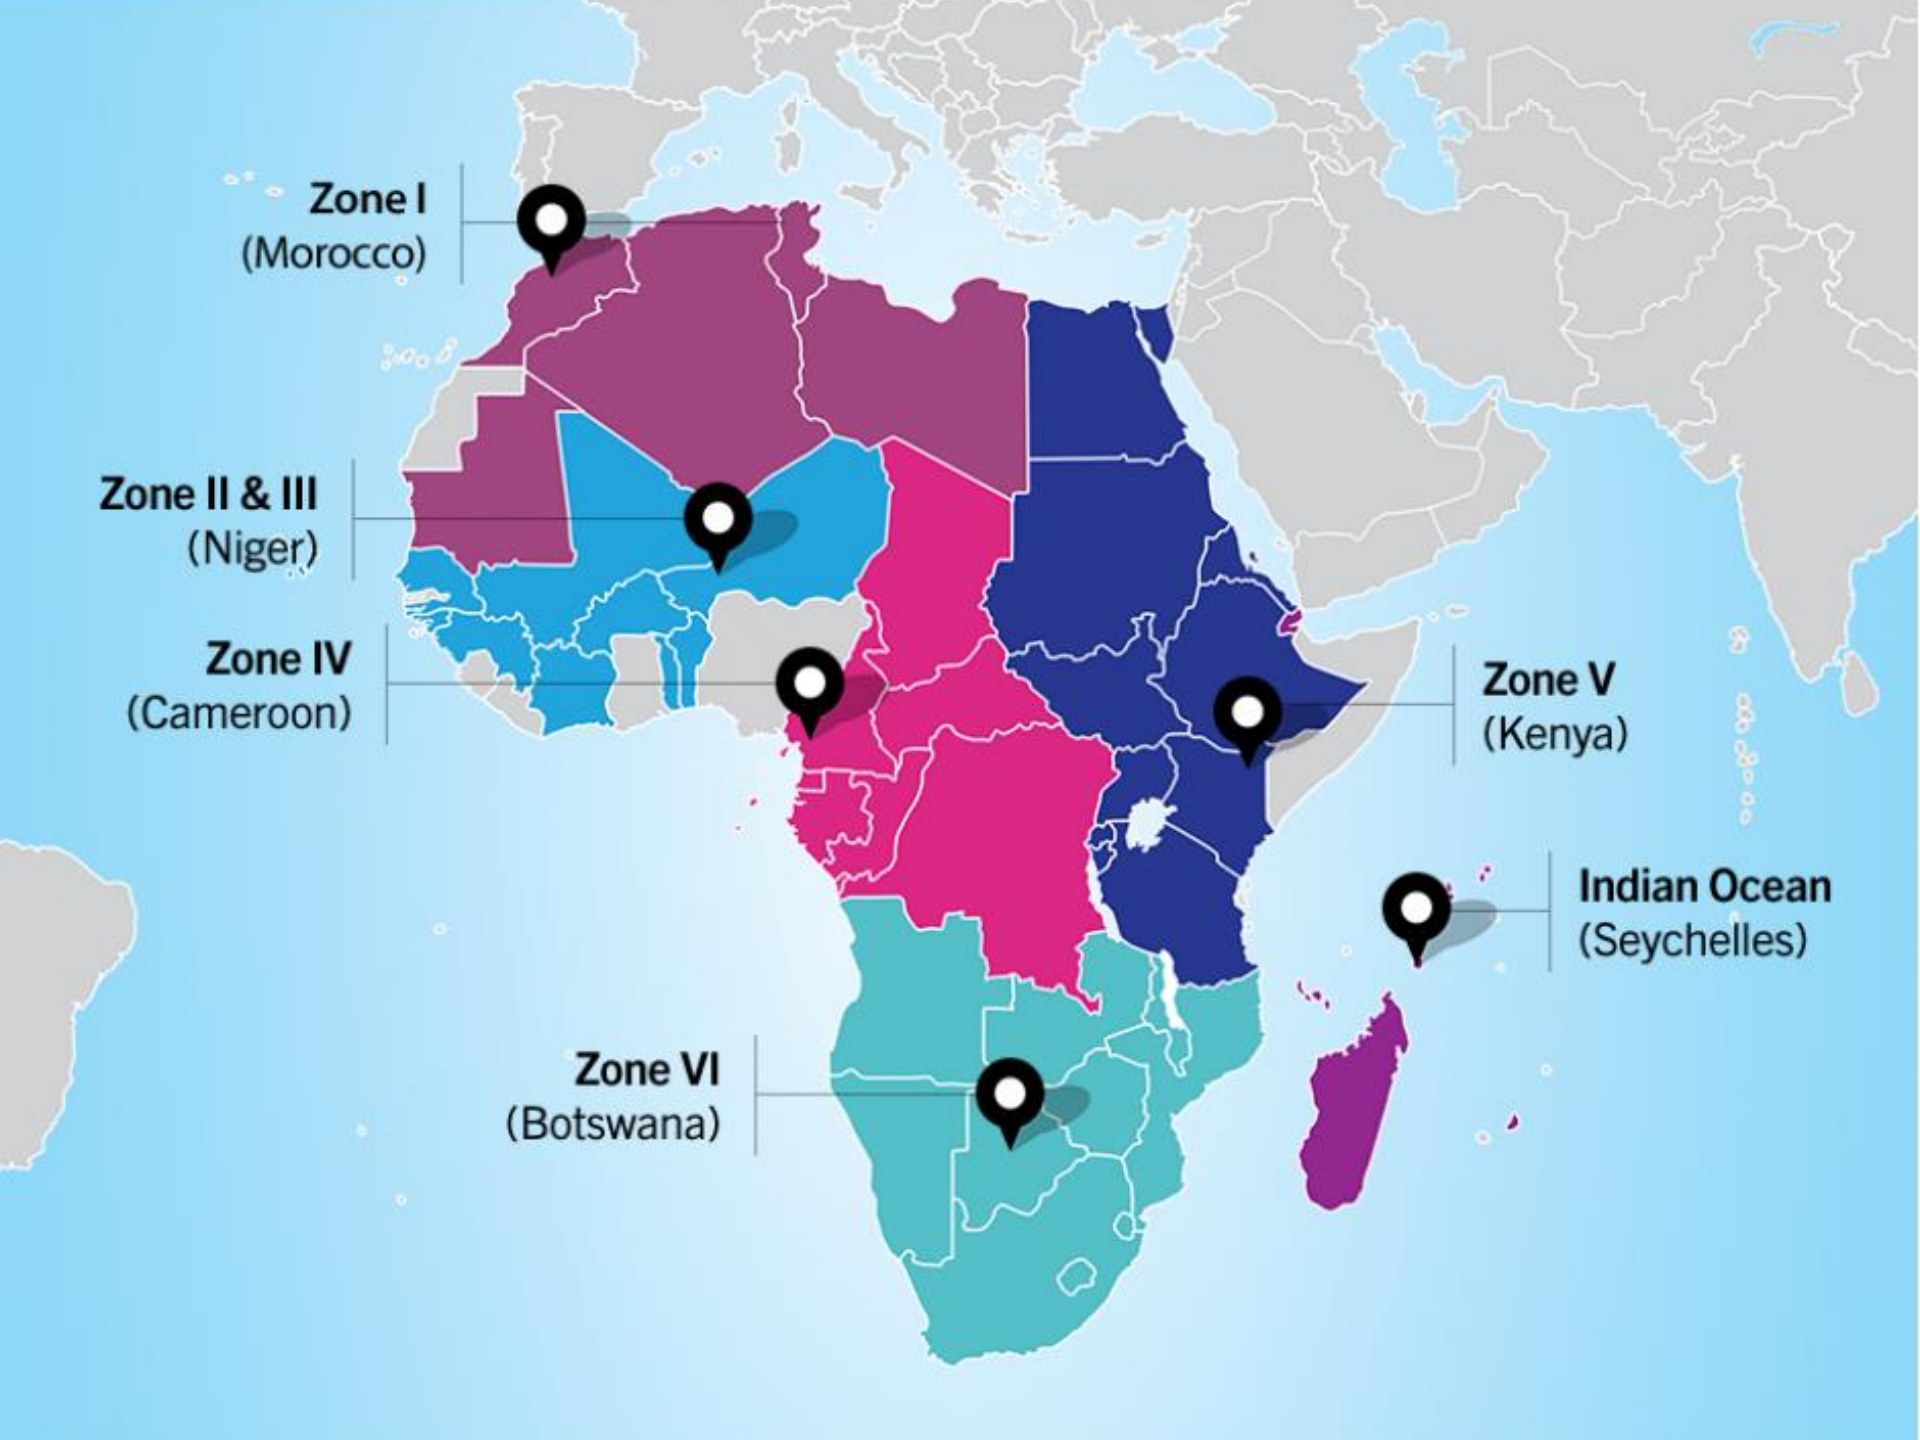 Zone I
(Morocco)
Zone II & III
(Niger)
Zone IV
(Cameroon)
Zone V
(Kenya)
Indian Ocean
(Seychelles)
Zone VI
(Botswana)